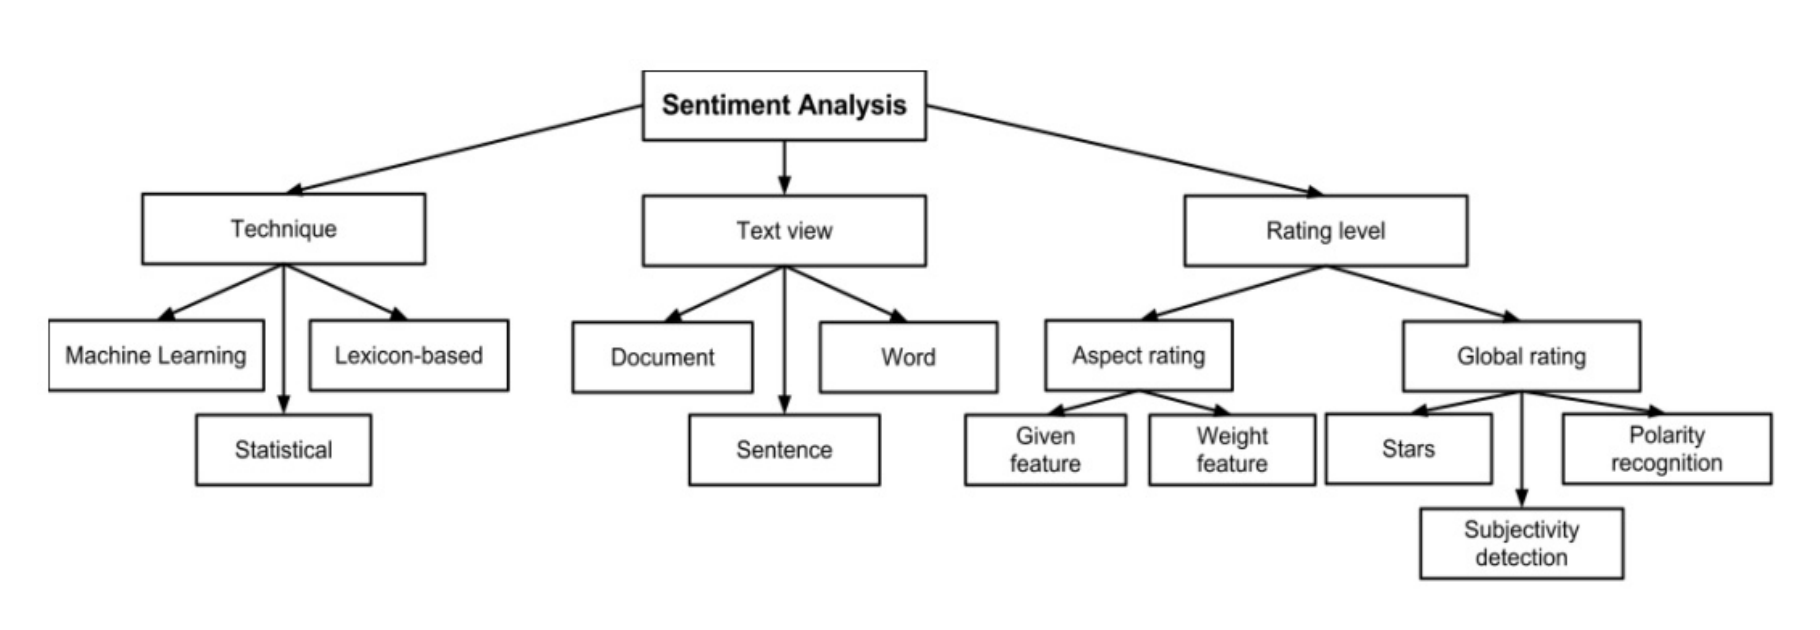 Sentiment Analysis
Technique
Text view
Rating level
Machine Learning
Lexicon-based
Document
Word
Aspect rating
Global rating
Statistical
Sentence
Given
feature
Weight
feature
Stars
Polarity
recognition
Subjectivity
detection